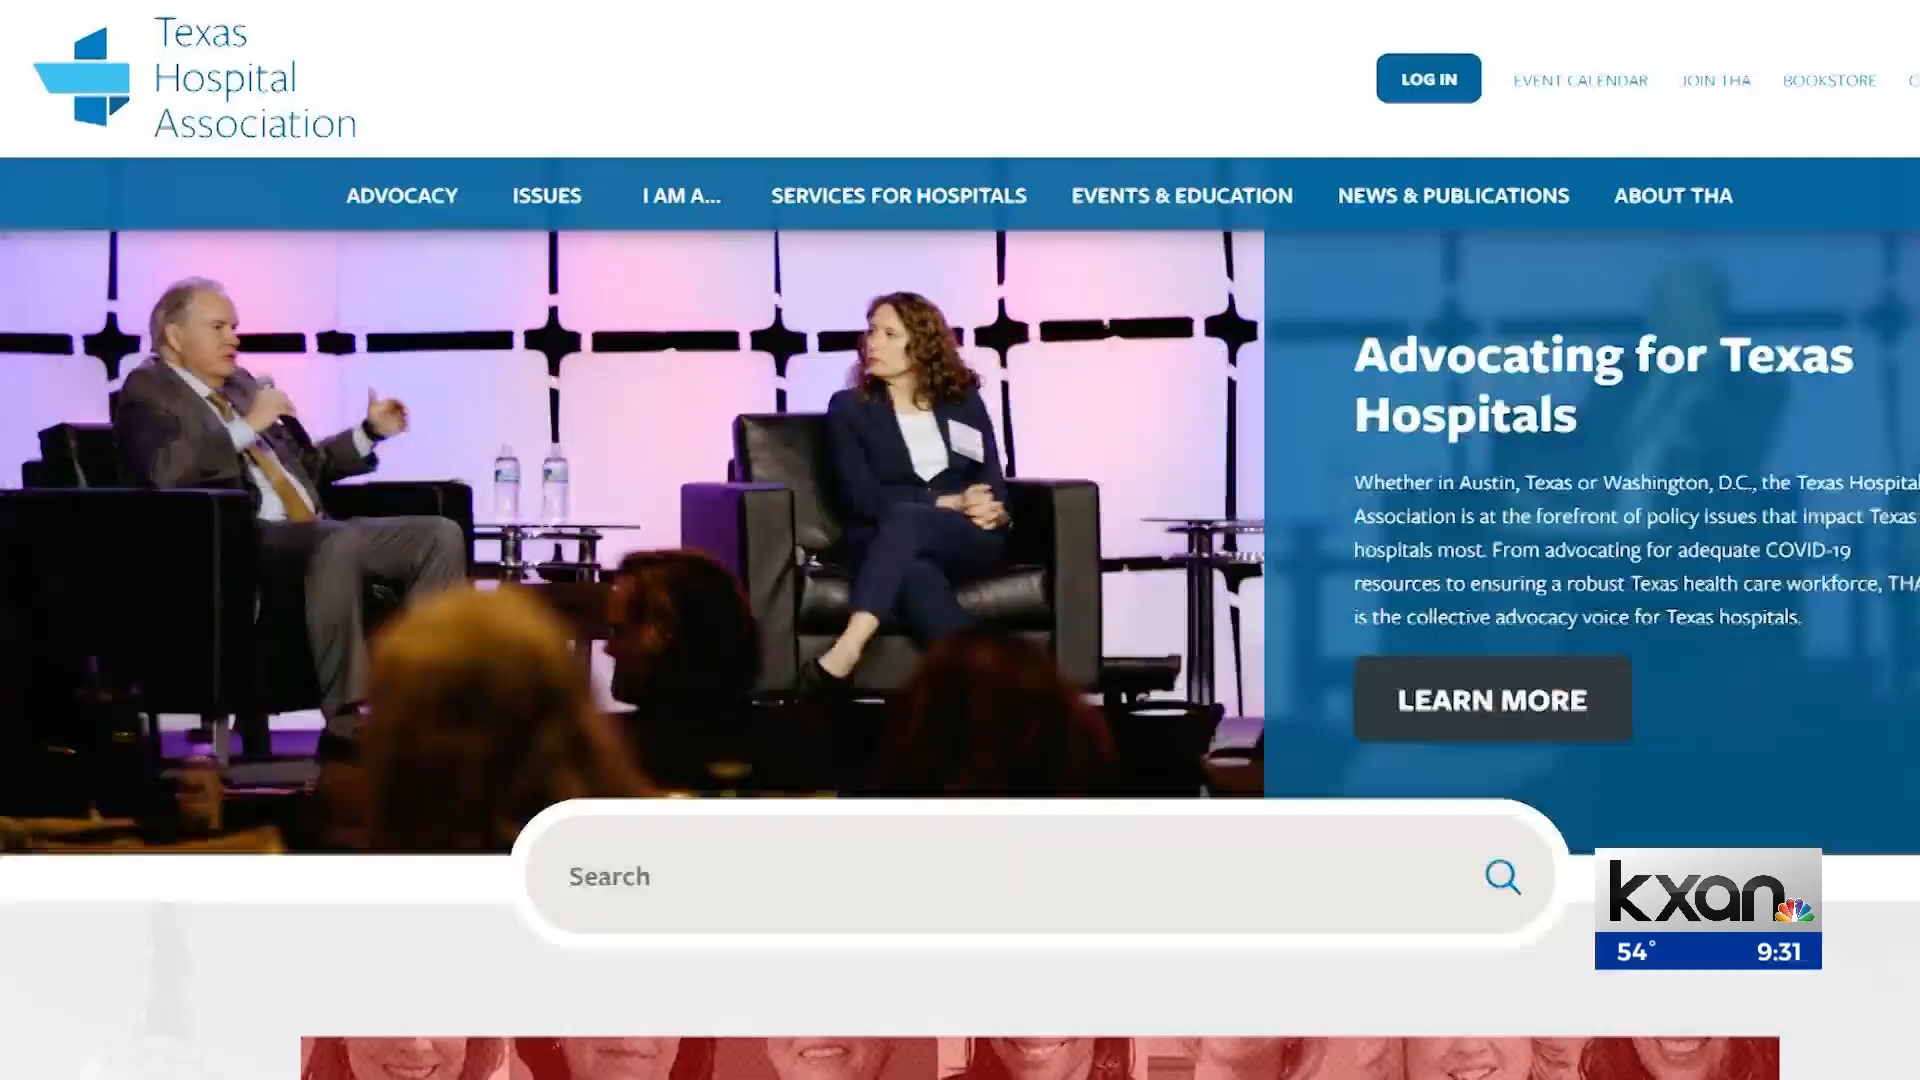 Texas
Hospital
Association
LOG IN
EVENT CALENDAR
JOIN THA
BOOKSTORE
ADVOCACY
ISSUES
I AM A...
SERVICES FOR HOSPITALS
EVENTS & EDUCATION
NEWS & PUBLICATIONS
ABOUT THA
Advocating for Texas
Hospitals
Whether in Austin, Texas or Washington, D.C., the Texas Hospital
Association is at the forefront of policy issues that impact Texas
hospitals most. From advocating for adequate COVID-19
resources to ensuring a robust Texas health care workforce, THA
is the collective advocacy voice for Texas hospitals.
LEARN MORE
Search
kxan
54° 9:31